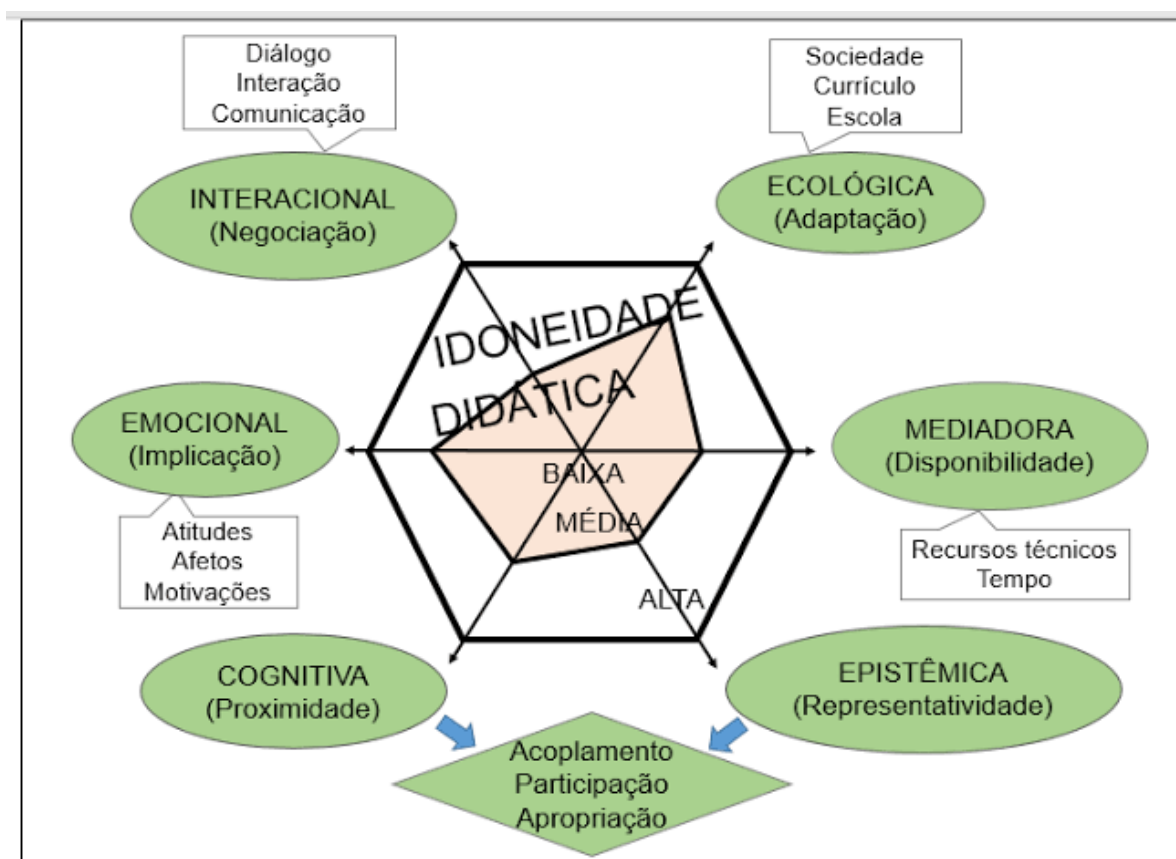 Diálogo
Interação
Comunicação
Sociedade
Currículo
Escola
INTERACIONAL
(Negociação)
ECOLÓGICA
(Adaptação)
IDONEIDADE
DIDÁTICA
EMOCIONAL
(Implicação)
MEDIADORA
(Disponibilidade)
BAIXA
MÉDIA
ALTA
Atitudes
Afetos
Motivações
Recursos técnicos
Tempo
COGNITIVA
(Proximidade)
EPISTÊMICA
(Representatividade)
Acoplamento
Participação
Apropriação